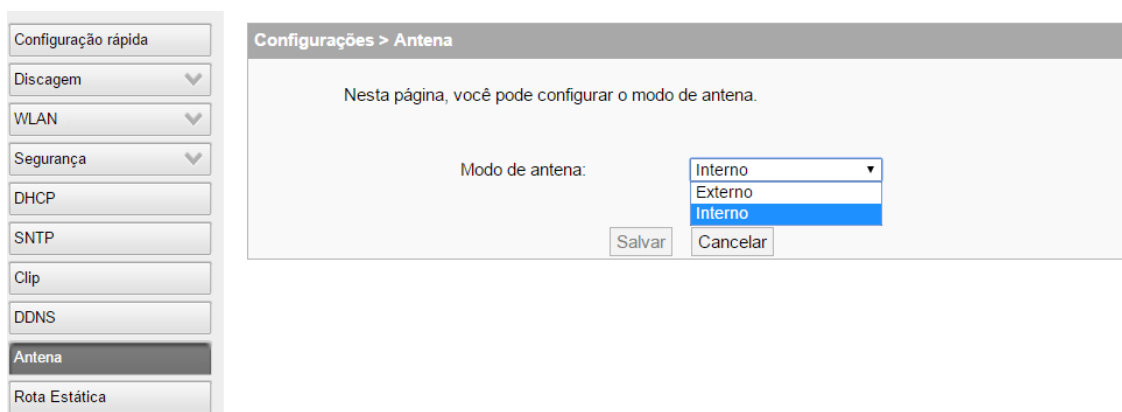 Configuração rápida
Discagem
WLAN
Segurança
DHCP
SNTP
Clip
DDNS
Antena
Rota Estática
Configurações > Antena
Nesta página, você pode configurar o modo de antena.
Modo de antena:
Interno
Externo
Interno
Salvar
Cancelar